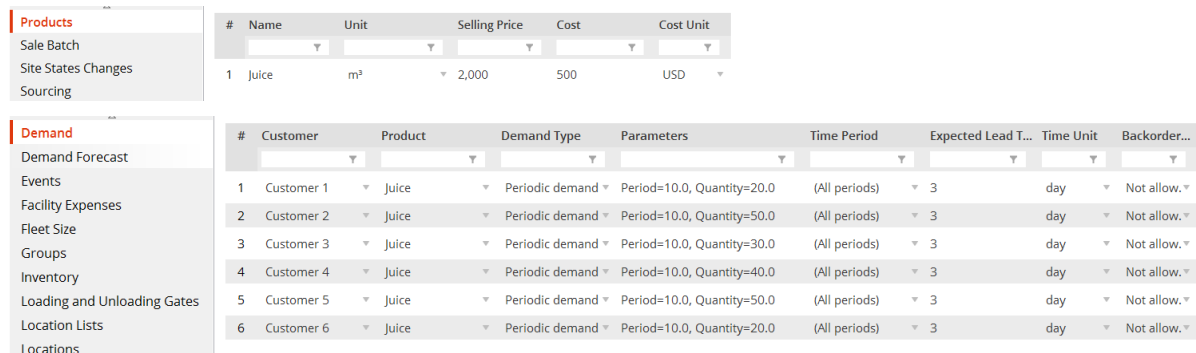 Products
Sale Batch
Site States Changes
Sourcing
# Name Unit Selling Price Cost Cost Unit
1 Juice m³ 2,000 500 USD
Demand
Demand Forecast
Events
Facility Expenses
Fleet Size
Groups
Inventory
Loading and Unloading Gates
Location Lists
Locations
# Customer Product Demand Type Parameters Time Period Expected Lead T... Time Unit Backorder...
1 Customer 1 Juice Periodic demand Period=10.0, Quantity=20.0 (All periods) 3 day Not allow.
2 Customer 2 Juice Periodic demand Period=10.0, Quantity=50.0 (All periods) 3 day Not allow.
3 Customer 3 Juice Periodic demand Period=10.0, Quantity=30.0 (All periods) 3 day Not allow.
4 Customer 4 Juice Periodic demand Period=10.0, Quantity=40.0 (All periods) 3 day Not allow.
5 Customer 5 Juice Periodic demand Period=10.0, Quantity=50.0 (All periods) 3 day Not allow.
6 Customer 6 Juice Periodic demand Period=10.0, Quantity=20.0 (All periods) 3 day Not allow.